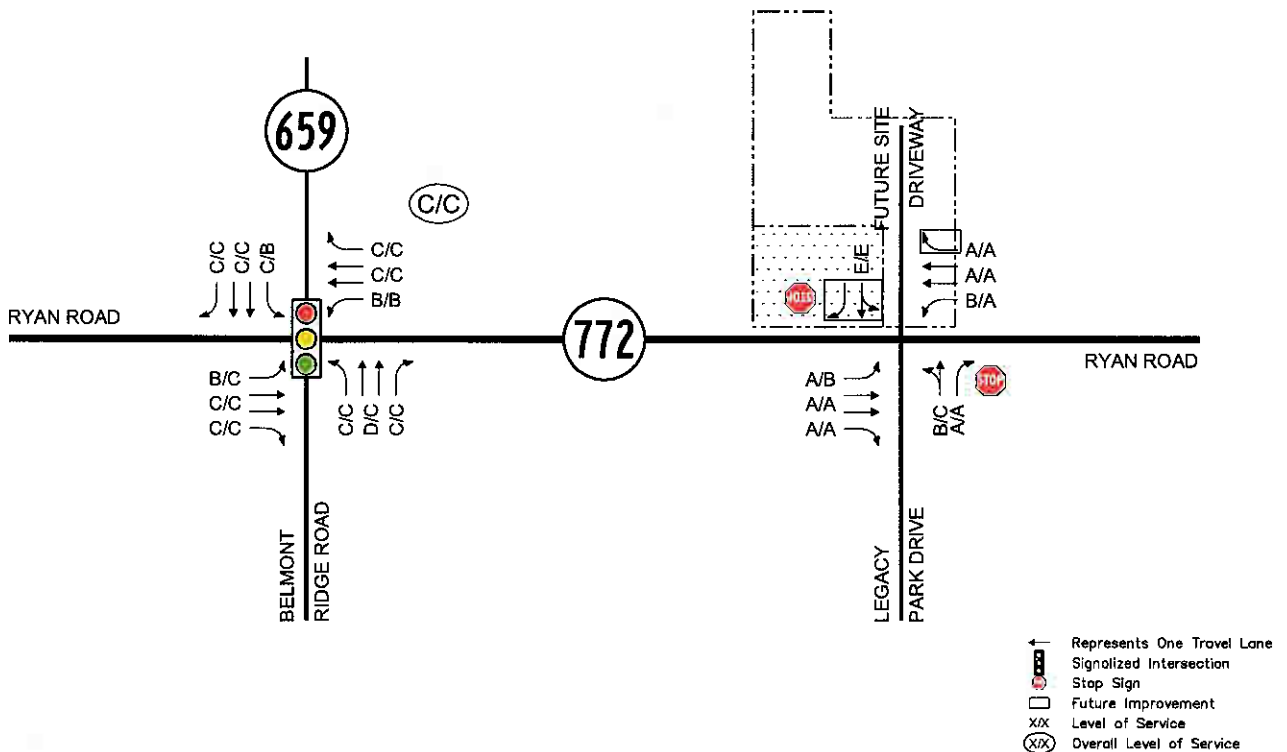 659
C/C
C/C
C/C
C/B
C/C
C/C
B/B
RYAN ROAD
B/C
C/C
C/C
C/C
D/C
C/C
BELMONT
RIDGE ROAD
772
FUTURE SITE
DRIVEWAY
E/E
STOP
A/A
A/A
B/A
RYAN ROAD
A/B
A/A
A/A
B/C
A/A
STOP
LEGACY
PARK DRIVE
Represents One Travel Lane
Signalized Intersection
Stop Sign
Future Improvement
X/X Level of Service
X/X Overall Level of Service